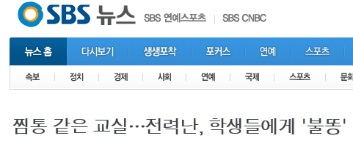 SBS 뉴스 SBS 연예스포츠 | SBS CNBC
뉴스 홈 다시보기 생생포착 포커스 연예 스포츠
속보 정치 경제 사회 연예 국제 스포츠 문화
찜통 같은 교실…전력난, 학생들에게 '불똥'